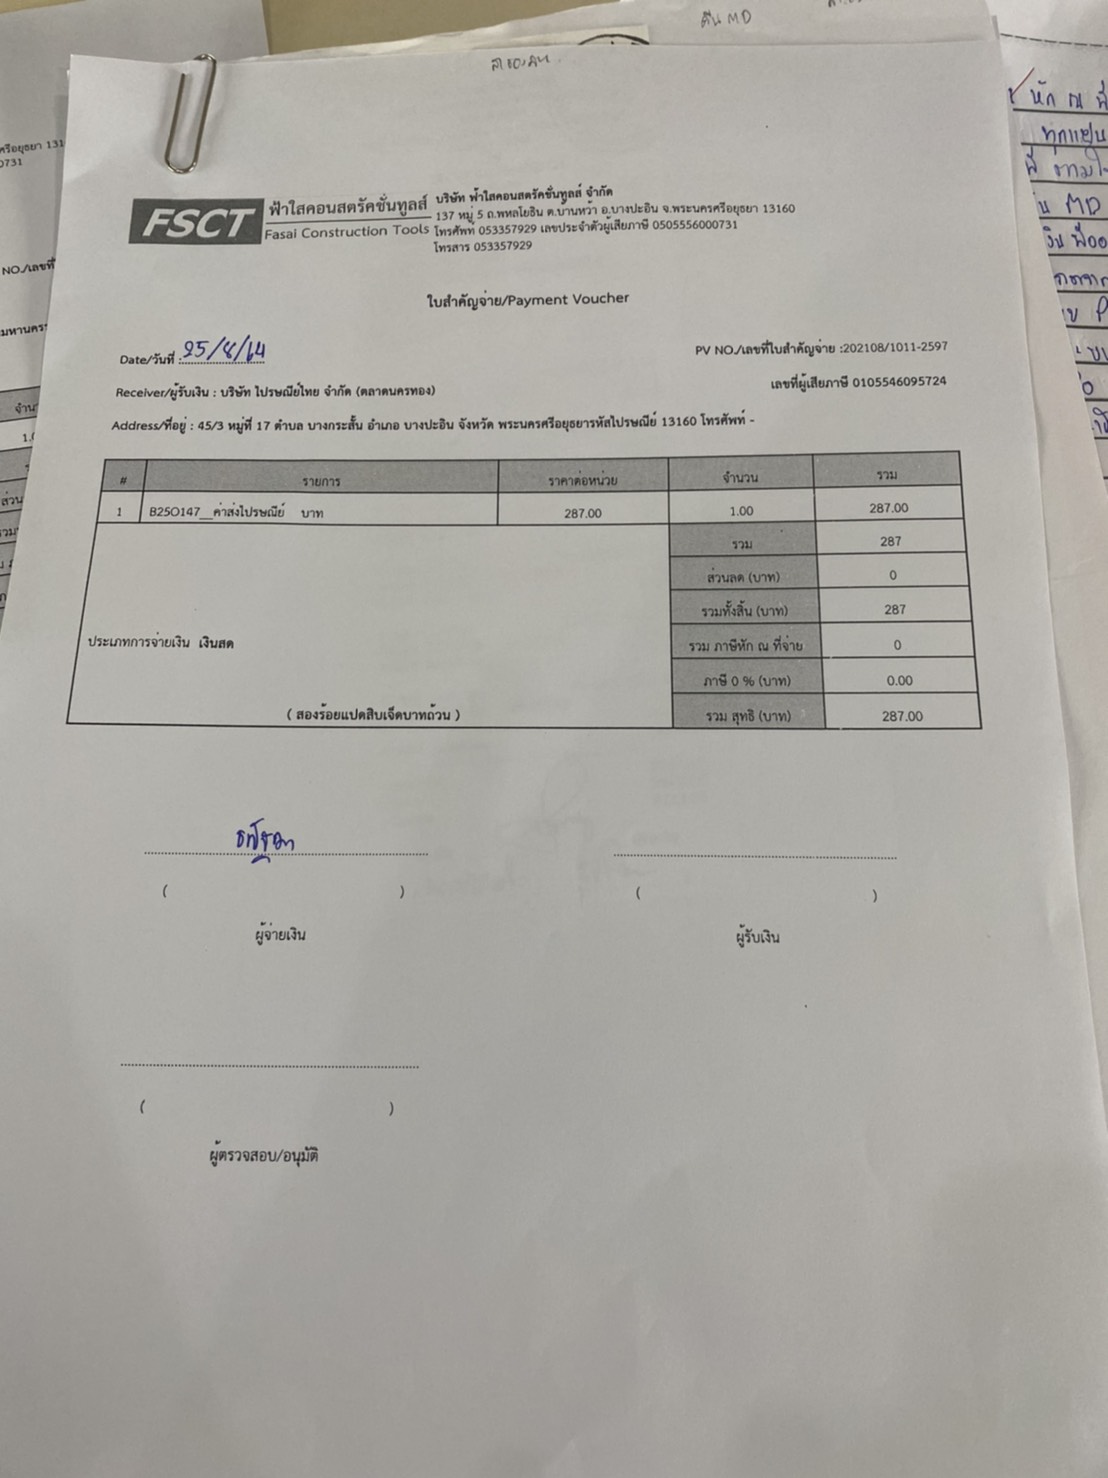 คืน MD
FSCT
ฟ้าใสคอนสตรัคชั่นทูลส์
Fasai Construction Tools
บริษัท ฟ้าใสคอนสตรัคชั่นทูลส์ จำกัด
137 หมู่ 5 ถ.พหลโยธิน ต.บ้านหว้า อ.บางปะอิน จ.พระนครศรีอยุธยา 13160
โทรศัพท์ 053357929 เลขประจำตัวผู้เสียภาษี 0505556000731
โทรสาร 053357929
ใบสำคัญจ่าย/Payment Voucher
Date/วันที่ : 25/8/64
PV NO./เลขที่ใบสำคัญจ่าย :202108/1011-2597
Receiver/ผู้รับเงิน : บริษัท ไปรษณีย์ไทย จำกัด (ตลาดนครทอง)
เลขที่ผู้เสียภาษี 0105546095724
Address/ที่อยู่ : 45/3 หมู่ที่ 17 ตำบล บางกระสั้น อำเภอ บางปะอิน จังหวัด พระนครศรีอยุธยารหัสไปรษณีย์ 13160 โทรศัพท์ -
# รายการ ราคาต่อหน่วย จำนวน รวม
1 B25O147__ค่าส่งไปรษณีย์ บาท 287.00 1.00 287.00
รวม 287
ส่วนลด (บาท) 0
รวมทั้งสิ้น (บาท) 287
ประเภทการจ่ายเงิน เงินสด
รวม ภาษีหัก ณ ที่จ่าย 0
ภาษี 0 % (บาท) 0.00
( สองร้อยแปดสิบเจ็ดบาทถ้วน )
รวม สุทธิ (บาท) 287.00
( )
( )
ผู้จ่ายเงิน
ผู้รับเงิน
( )
ผู้ตรวจสอบ/อนุมัติ